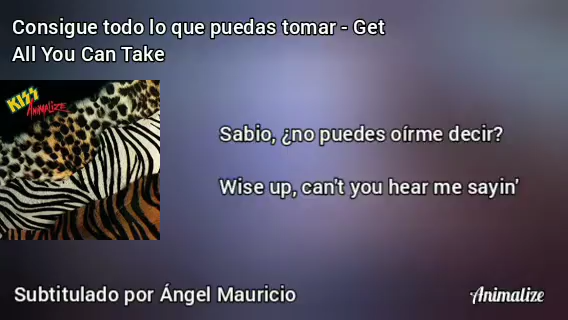 Consigue todo lo que puedas tomar - Get
All You Can Take
KISS
ANIMALIZE
Sabio, ¿no puedes oírme decir?
Wise up, can't you hear me sayin'
Subtitulado por Ángel Mauricio
Animalize